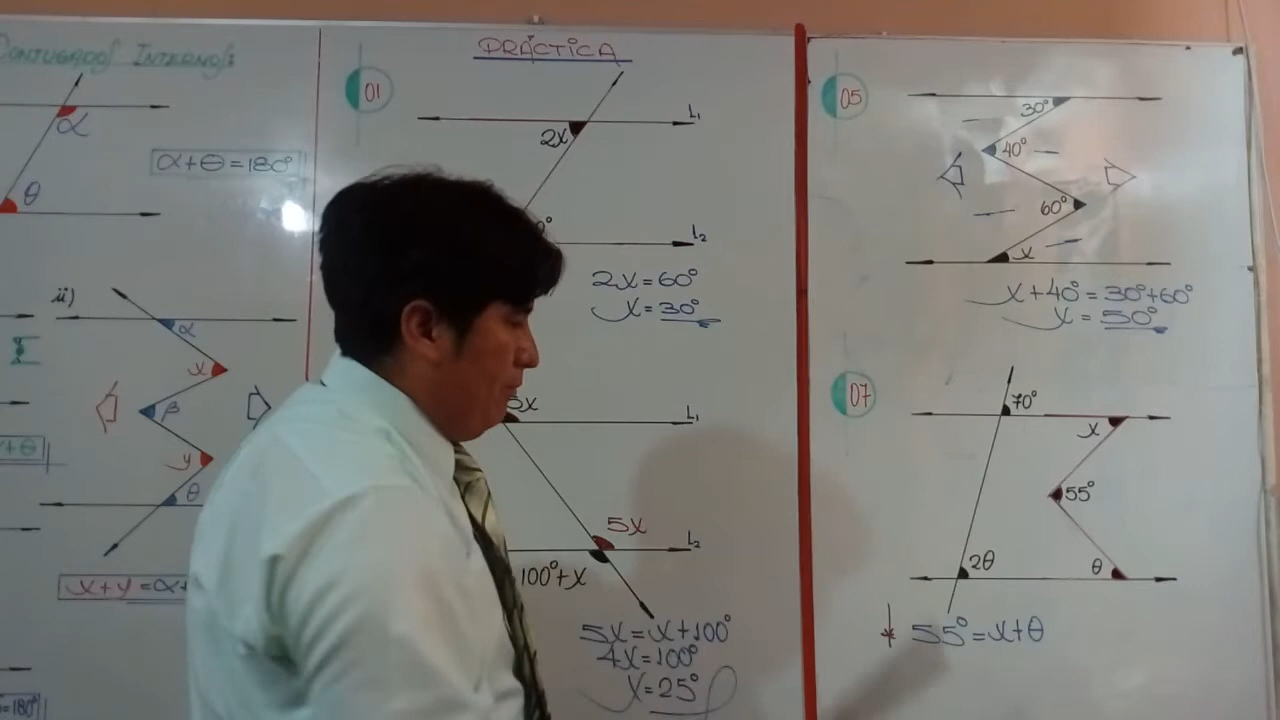 CONJUGADOS INTERNOS
α
θ
α+θ=180°
ii)
α
x
β
y
θ
+θ
x+y=α+
=180°
PRÁCTICA
01
L₁
2x
L₂
2x=60°
x=30°
L₁
5x
L₂
100°+x
5x=x+100°
4x=100°
x=25°
05
30°
40°
60°
x
x+40°=30°+60°
x=50°
07
70°
x
55°
2θ
θ
* 55°=x+θ